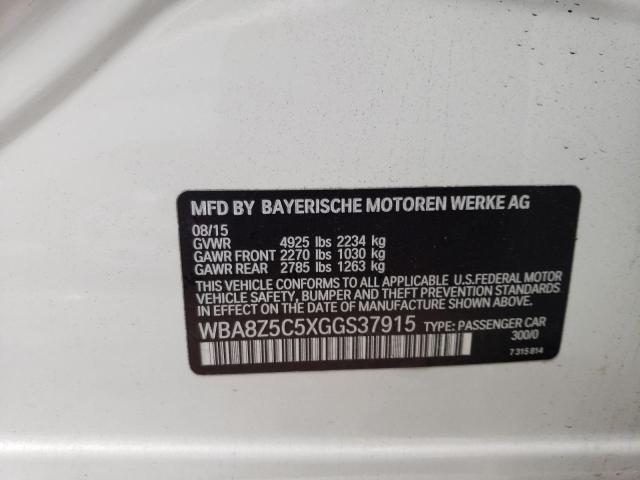 MFD BY BAYERISCHE MOTOREN WERKE AG
08/15
GVWR 4925 lbs 2234 kg
GAWR FRONT 2270 lbs 1030 kg
GAWR REAR 2785 lbs 1263 kg
THIS VEHICLE CONFORMS TO ALL APPLICABLE U.S.FEDERAL MOTOR
VEHICLE SAFETY, BUMPER AND THEFT PREVENTION STANDARDS
IN EFFECT ON THE DATE OF MANUFACTURE SHOWN ABOVE.
WBA8Z5C5XGGS37915 TYPE: PASSENGER CAR
300/0
7 315 814